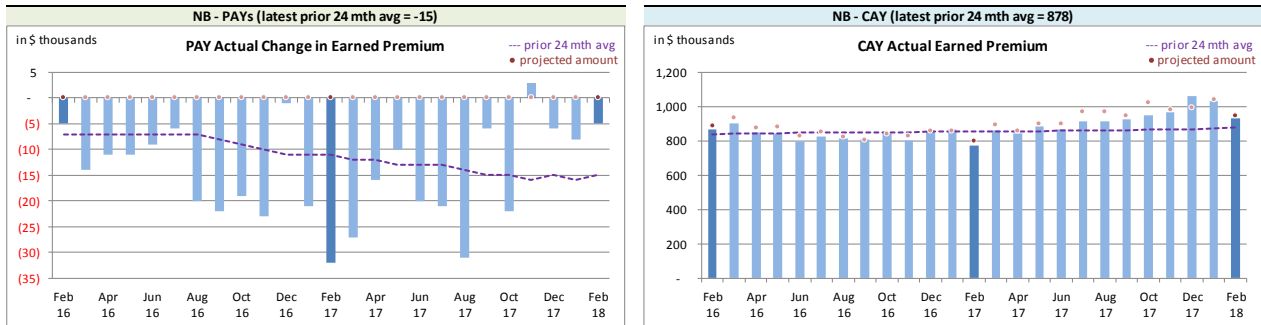 NB - PAYs (latest prior 24 mth avg = -15)
in $ thousands
PAY Actual Change in Earned Premium
--- prior 24 mth avg
• projected amount
5
-
(5)
(10)
(15)
(20)
(25)
(30)
(35)
Feb Apr Jun Aug Oct Dec Feb Apr Jun Aug Oct Dec Feb
16 16 16 16 16 16 17 17 17 17 17 17 18
NB - CAY (latest prior 24 mth avg = 878)
in $ thousands
CAY Actual Earned Premium
--- prior 24 mth avg
• projected amount
1,200
1,000
800
600
400
200
-
Feb Apr Jun Aug Oct Dec Feb Apr Jun Aug Oct Dec Feb
16 16 16 16 16 16 17 17 17 17 17 17 18